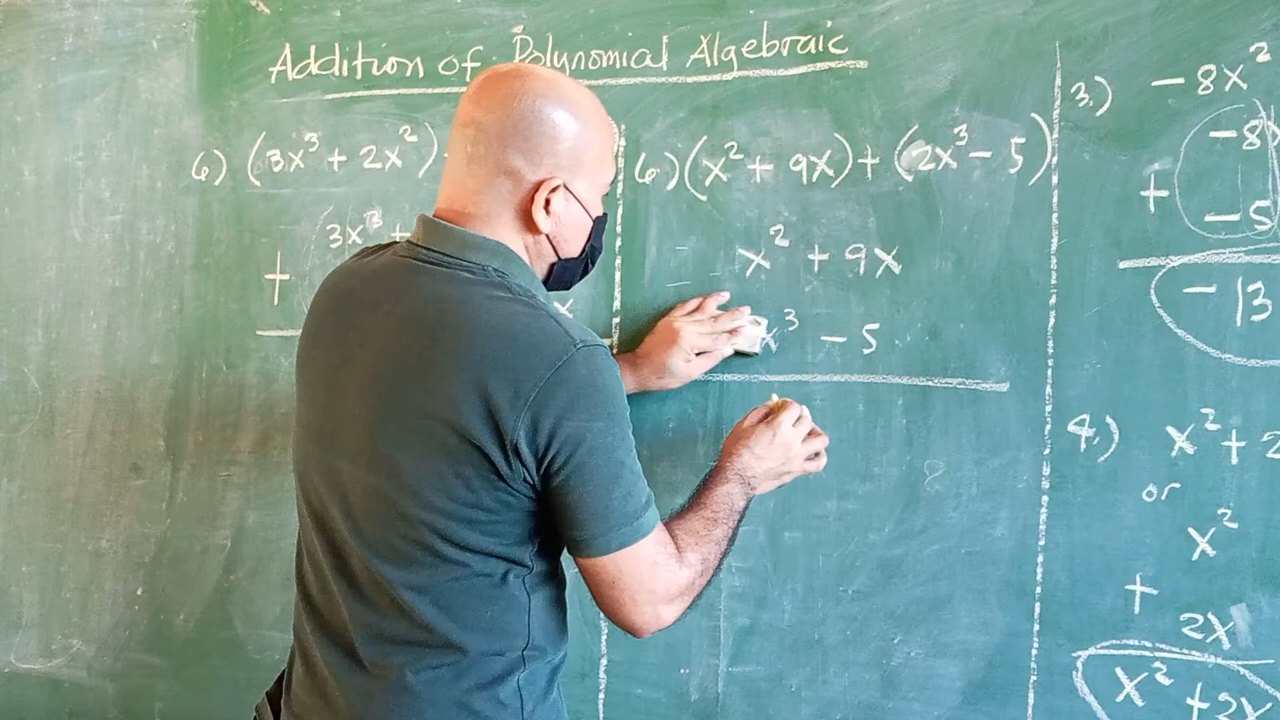 Addition of Polynomial Algebraic
6) (3x³ + 2x²)
3x³ +
+
x
6.) (x² + 9x) + (2x³ - 5)
x² + 9x
x³ - 5
3.) -8x²
-8
+ -5
-13
4.) x² + 2
or
x²
+
2x
x² + 2x